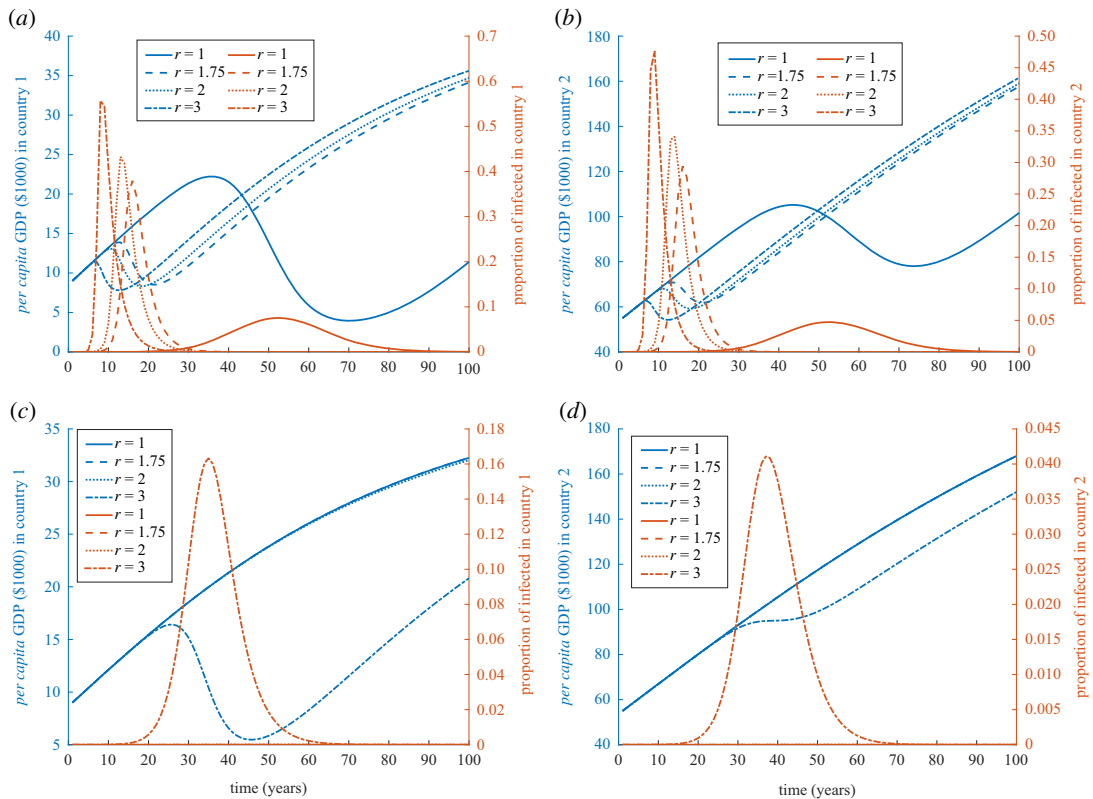 (a)
40
35
30
25
20
15
10
5
0
per capita GDP ($1000) in country 1
r = 1 r = 1
r = 1.75 r = 1.75
r = 2 r = 2
r =3 r = 3
0.7
0.6
0.5
0.4
0.3
0.2
0.1
0
proportion of infected in country 1
0 10 20 30 40 50 60 70 80 90 100
(b)
180
160
140
120
100
80
60
40
per capita GDP ($1000) in country 2
r = 1 r = 1
r =1.75 r = 1.75
r = 2 r = 2
r = 3 r = 3
0.50
0.45
0.40
0.35
0.30
0.25
0.20
0.15
0.10
0.05
0
proportion of infected in country 2
0 10 20 30 40 50 60 70 80 90 100
(c)
35
30
25
20
15
10
5
per capita GDP ($1000) in country 1
r = 1
r = 1.75
r = 2
r = 3
r = 1
r = 1.75
r = 2
r = 3
0.18
0.16
0.14
0.12
0.10
0.08
0.06
0.04
0.02
0
proportion of infected in country 1
0 10 20 30 40 50 60 70 80 90 100
time (years)
(d)
180
160
140
120
100
80
60
40
per capita GDP ($1000) in country 2
r = 1
r = 1.75
r = 2
r = 3
r = 1
r = 1.75
r = 2
r = 3
0.045
0.040
0.035
0.030
0.025
0.020
0.015
0.010
0.005
0
proportion of infected in country 2
0 10 20 30 40 50 60 70 80 90 100
time (years)